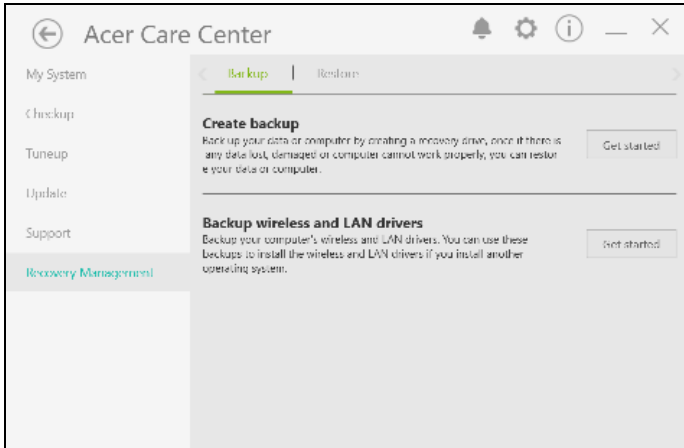 Acer Care Center
My System
Checkup
Tuneup
Update
Support
Recovery Management
Backup | Restore
Create backup
Back up your data or computer by creating a recovery drive, once if there is
any data lost, damaged or computer cannot work properly, you can restor
e your data or computer.
Get started
Backup wireless and LAN drivers
Backup your computer's wireless and LAN drivers. You can use these
backups to install the wireless and LAN drivers if you install another
operating system.
Get started